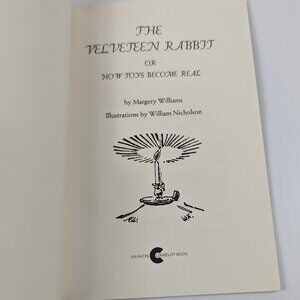 THE
VELVETEEN RABBIT
OR
HOW TOYS BECOME REAL
by Margery Williams
Illustrations by William Nicholson
AN AVON CAMELOT BOOK